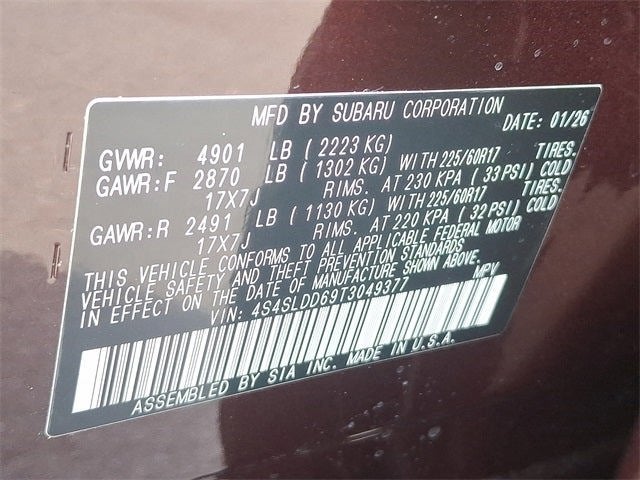 MFD BY SUBARU CORPORATION DATE: 01/26
GVWR: 4901 LB ( 2223 KG)
GAWR:F 2870 LB ( 1302 KG) WITH 225/60R17 TIRES.
17X7J RIMS. AT 230 KPA ( 33 PSI) COLD
GAWR:R 2491 LB ( 1130 KG) WITH 225/60R17 TIRES.
17X7J RIMS. AT 220 KPA ( 32 PSI) COLD
THIS VEHICLE CONFORMS TO ALL APPLICABLE FEDERAL MOTOR
VEHICLE SAFETY AND THEFT PREVENTION STANDARDS
IN EFFECT ON THE DATE OF MANUFACTURE SHOWN ABOVE.
VIN: 4S4SLDD69T3049377 MPV
ASSEMBLED BY SIA INC. MADE IN U.S.A.